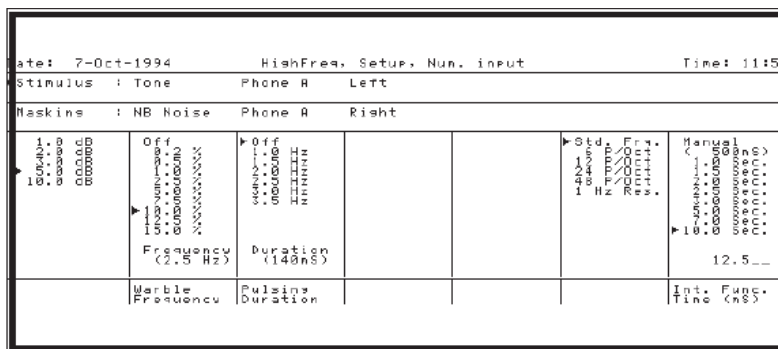 ate: 7-Oct-1994 HighFreq, Setup, Num. input Time: 11:5
Stimulus : Tone Phone A Left
Masking : NB Noise Phone A Right
1.0 dB
2.0 dB
3.0 dB
►5.0 dB
10.0 dB
Off
0.2 %
0.5 %
1.0 %
2.5 %
5.0 %
7.5 %
►10.0 %
12.5 %
15.0 %
Frequency
(2.5 Hz)
►Off
1.0 Hz
1.5 Hz
2.0 Hz
2.5 Hz
3.0 Hz
3.5 Hz
Duration
(140mS)
►Std. Frq.
6 P/Oct
12 P/Oct
24 P/Oct
48 P/Oct
1 Hz Res.
Manual
( 500mS)
1.0 Sec.
1.5 Sec.
2.0 Sec.
2.5 Sec.
3.0 Sec.
5.0 Sec.
7.0 Sec.
►10.0 Sec.
12.5__
Warble
Frequency
Pulsing
Duration
Int. Func.
Time (mS)